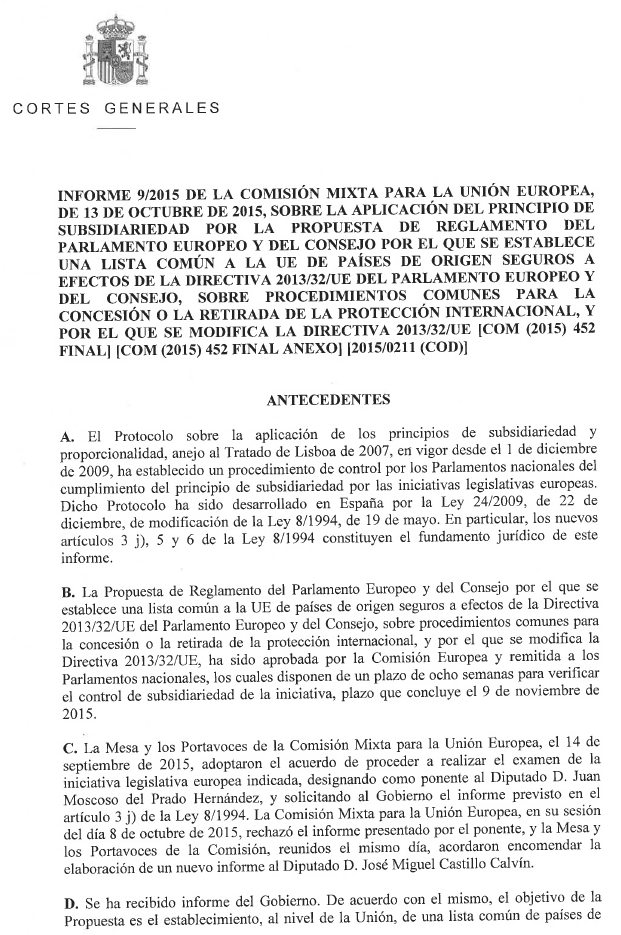 CORTES GENERALES
INFORME 9/2015 DE LA COMISIÓN MIXTA PARA LA UNIÓN EUROPEA,
DE 13 DE OCTUBRE DE 2015, SOBRE LA APLICACIÓN DEL PRINCIPIO DE
SUBSIDIARIEDAD POR LA PROPUESTA DE REGLAMENTO DEL
PARLAMENTO EUROPEO Y DEL CONSEJO POR EL QUE SE ESTABLECE
UNA LISTA COMÚN A LA UE DE PAÍSES DE ORIGEN SEGUROS A
EFECTOS DE LA DIRECTIVA 2013/32/UE DEL PARLAMENTO EUROPEO Y
DEL CONSEJO, SOBRE PROCEDIMIENTOS COMUNES PARA LA
CONCESIÓN O LA RETIRADA DE LA PROTECCIÓN INTERNACIONAL, Y
POR EL QUE SE MODIFICA LA DIRECTIVA 2013/32/UE [COM (2015) 452
FINAL] [COM (2015) 452 FINAL ANEXO] [2015/0211 (COD)]
ANTECEDENTES
A. El Protocolo sobre la aplicación de los principios de subsidiariedad y
proporcionalidad, anejo al Tratado de Lisboa de 2007, en vigor desde el 1 de diciembre
de 2009, ha establecido un procedimiento de control por los Parlamentos nacionales del
cumplimiento del principio de subsidiariedad por las iniciativas legislativas europeas.
Dicho Protocolo ha sido desarrollado en España por la Ley 24/2009, de 22 de
diciembre, de modificación de la Ley 8/1994, de 19 de mayo. En particular, los nuevos
artículos 3 j), 5 y 6 de la Ley 8/1994 constituyen el fundamento jurídico de este
informe.
B. La Propuesta de Reglamento del Parlamento Europeo y del Consejo por el que se
establece una lista común a la UE de países de origen seguros a efectos de la Directiva
2013/32/UE del Parlamento Europeo y del Consejo, sobre procedimientos comunes para
la concesión o la retirada de la protección internacional, y por el que se modifica la
Directiva 2013/32/UE, ha sido aprobada por la Comisión Europea y remitida a los
Parlamentos nacionales, los cuales disponen de un plazo de ocho semanas para verificar
el control de subsidiariedad de la iniciativa, plazo que concluye el 9 de noviembre de
2015.
C. La Mesa y los Portavoces de la Comisión Mixta para la Unión Europea, el 14 de
septiembre de 2015, adoptaron el acuerdo de proceder a realizar el examen de la
iniciativa legislativa europea indicada, designando como ponente al Diputado D. Juan
Moscoso del Prado Hernández, y solicitando al Gobierno el informe previsto en el
artículo 3 j) de la Ley 8/1994. La Comisión Mixta para la Unión Europea, en su sesión
del día 8 de octubre de 2015, rechazó el informe presentado por el ponente, y la Mesa y
los Portavoces de la Comisión, reunidos el mismo día, acordaron encomendar la
elaboración de un nuevo informe al Diputado D. José Miguel Castillo Calvín.
D. Se ha recibido informe del Gobierno. De acuerdo con el mismo, el objetivo de la
Propuesta es el establecimiento, al nivel de la Unión, de una lista común de países de